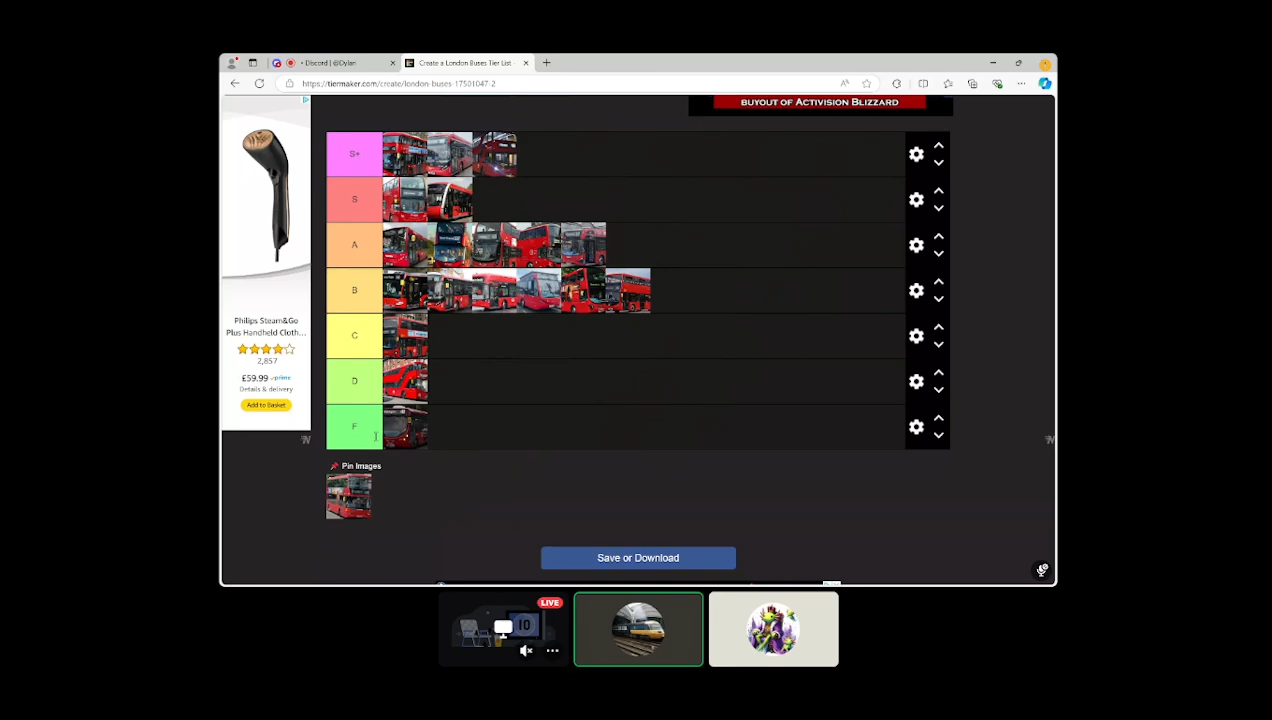 • Discord | @Dylan
Create a London Buses Tier List -
https://tiermaker.com/create/london-buses-17501047-2
BUYOUT OF ACTIVISION BLIZZARD
S+
S
A
B
C
D
F
Philips Steam&Go
Plus Handheld Cloth...
2,857
£59.99 prime
Details & delivery
Add to Basket
Pin Images
Save or Download
LIVE
10